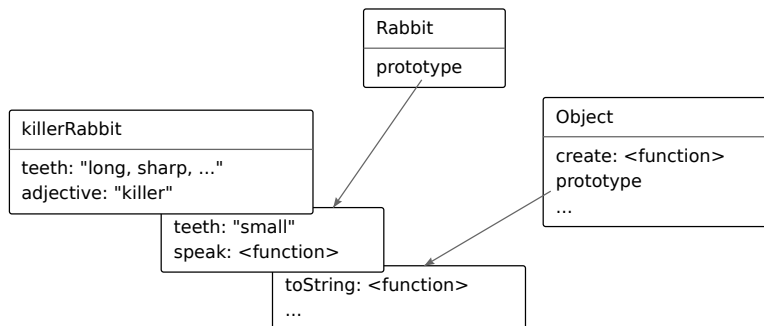 Rabbit
prototype
Object
create: <function>
prototype
...
killerRabbit
teeth: "long, sharp, ..."
adjective: "killer"
teeth: "small"
speak: <function>
toString: <function>
...